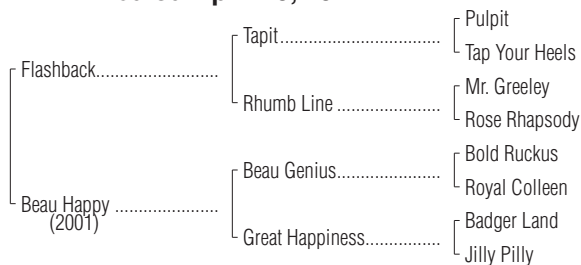 Pulpit
Tapit
Tap Your Heels
Flashback
Mr. Greeley
Rhumb Line
Rose Rhapsody
Bold Ruckus
Beau Genius
Royal Colleen
Beau Happy
(2001)
Badger Land
Great Happiness
Jilly Pilly